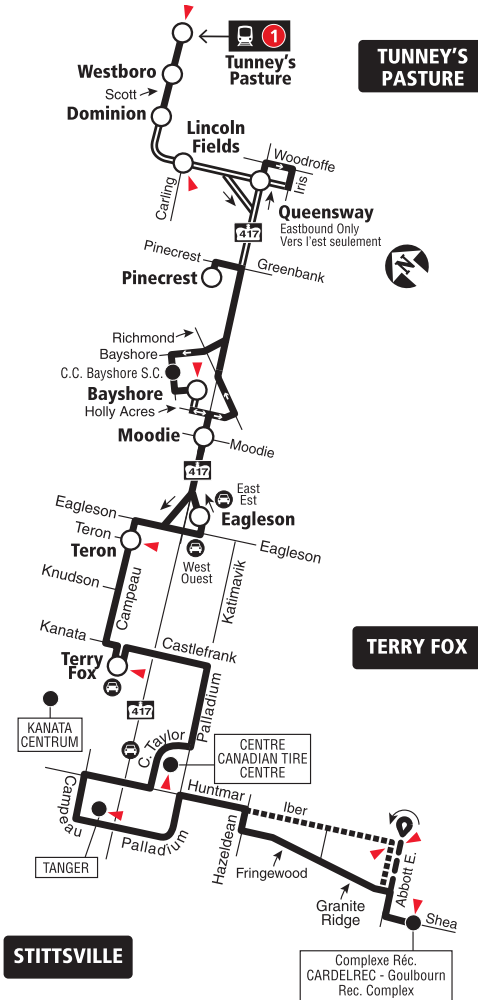 1
Tunney's
Pasture
TUNNEY'S
PASTURE
Westboro
Scott
Dominion
Lincoln
Fields
Woodroffe
Iris
Carling
Queensway
Eastbound Only
Vers l'est seulement
417
N
Pinecrest
Greenbank
Pinecrest
Richmond
Bayshore
C.C. Bayshore S.C.
Bayshore
Holly Acres
Moodie
Moodie
417
East
Est
Eagleson
Eagleson
Teron
Teron
West
Ouest
Eagleson
Knudson
Campeau
Katimavik
Kanata
Castlefrank
TERRY FOX
Terry
Fox
Palladium
KANATA
CENTRUM
417
C. Taylor
CENTRE
CANADIAN TIRE
CENTRE
Campeau
Huntmar
Iber
Palladium
TANGER
Hazeldean
Fringewood
Abbott E.
Granite
Ridge
Shea
STITTSVILLE
Complexe Réc.
CARDELREC - Goulbourn
Rec. Complex